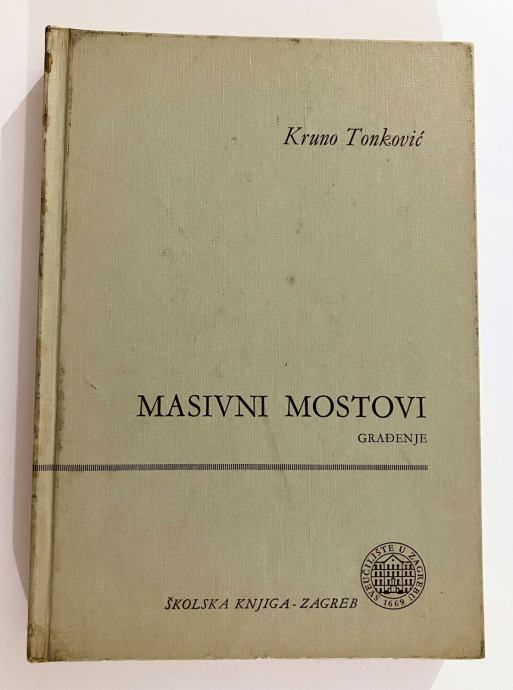 Kruno Tonković
MASIVNI MOSTOVI
GRAĐENJE
SVEUČILIŠTE U ZAGREBU
1669
ŠKOLSKA KNJIGA - ZAGREB